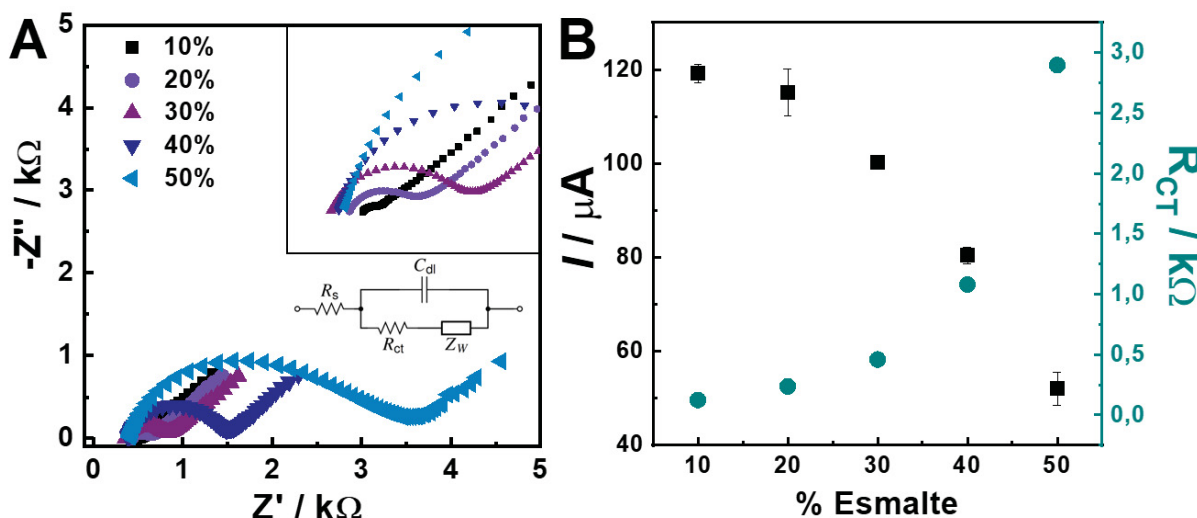 A
-Z'' / kΩ
5
4
3
2
1
0
10%
20%
30%
40%
50%
Rs
Cdl
Rct
ZW
0 1 2 3 4 5
Z' / kΩ
B
I / µA
120
100
80
60
40
3,0
2,5
2,0
1,5
1,0
0,5
0,0
RCT / kΩ
10 20 30 40 50
% Esmalte